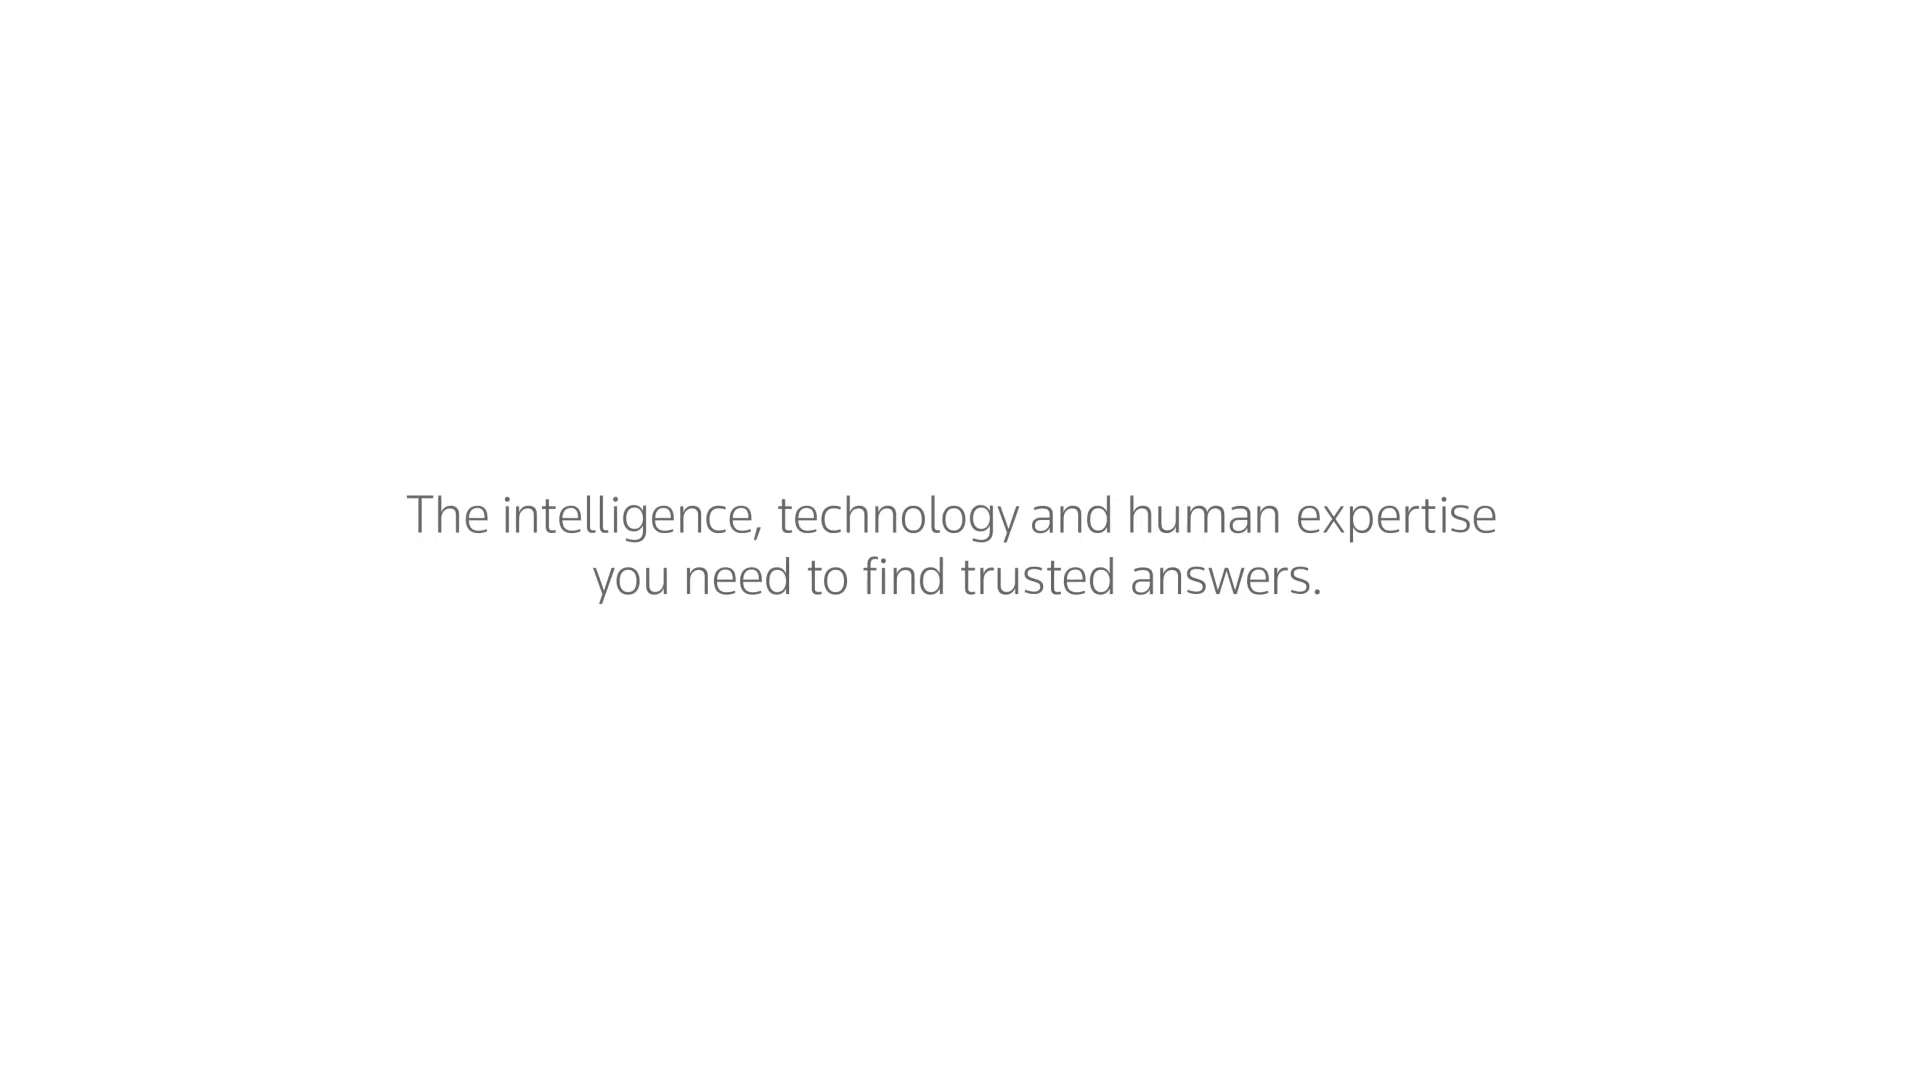 The intelligence, technology and human expertise
you need to find trusted answers.